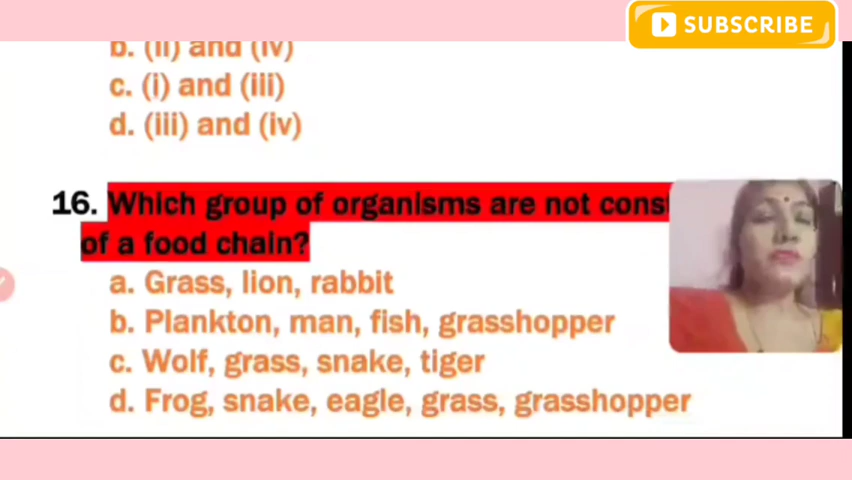 SUBSCRIBE
b. (ii) and (iv)
c. (i) and (iii)
d. (iii) and (iv)
16. Which group of organisms are not
of a food chain?
a. Grass, lion, rabbit
b. Plankton, man, fish, grasshopper
c. Wolf, grass, snake, tiger
d. Frog, snake, eagle, grass, grasshopper